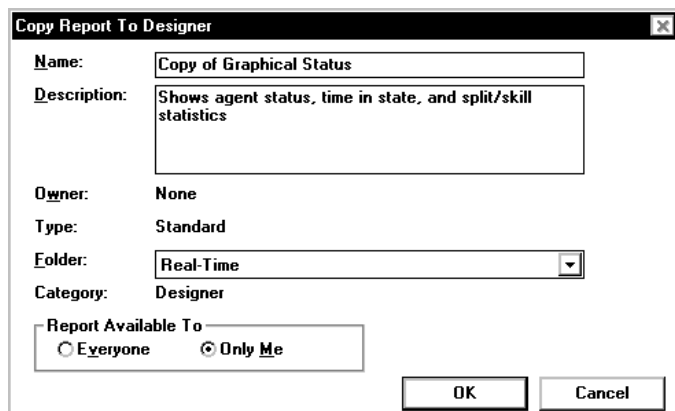 Copy Report To Designer
Name: Copy of Graphical Status
Description: Shows agent status, time in state, and split/skill
statistics
Owner: None
Type: Standard
Folder: Real-Time
Category: Designer
Report Available To
Everyone Only Me
OK Cancel